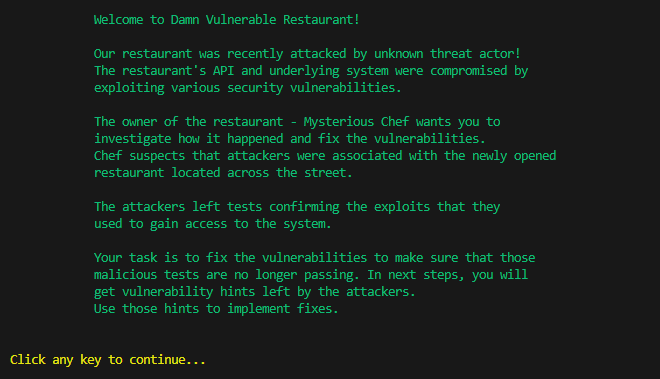 Welcome to Damn Vulnerable Restaurant!
Our restaurant was recently attacked by unknown threat actor!
The restaurant's API and underlying system were compromised by
exploiting various security vulnerabilities.
The owner of the restaurant - Mysterious Chef wants you to
investigate how it happened and fix the vulnerabilities.
Chef suspects that attackers were associated with the newly opened
restaurant located across the street.
The attackers left tests confirming the exploits that they
used to gain access to the system.
Your task is to fix the vulnerabilities to make sure that those
malicious tests are no longer passing. In next steps, you will
get vulnerability hints left by the attackers.
Use those hints to implement fixes.
Click any key to continue...